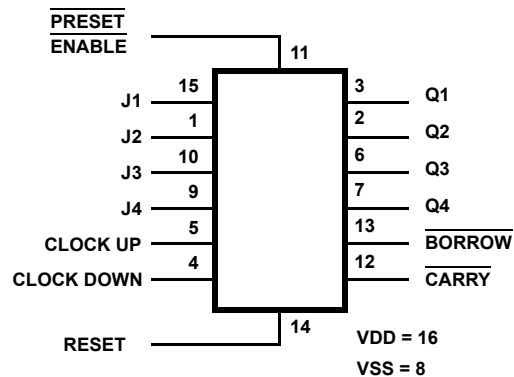 PRESET
ENABLE
11
J1 15 3 Q1
J2 1 2 Q2
J3 10 6 Q3
J4 9 7 Q4
CLOCK UP 5 13 BORROW
CLOCK DOWN 4 12 CARRY
RESET 14
VDD = 16
VSS = 8